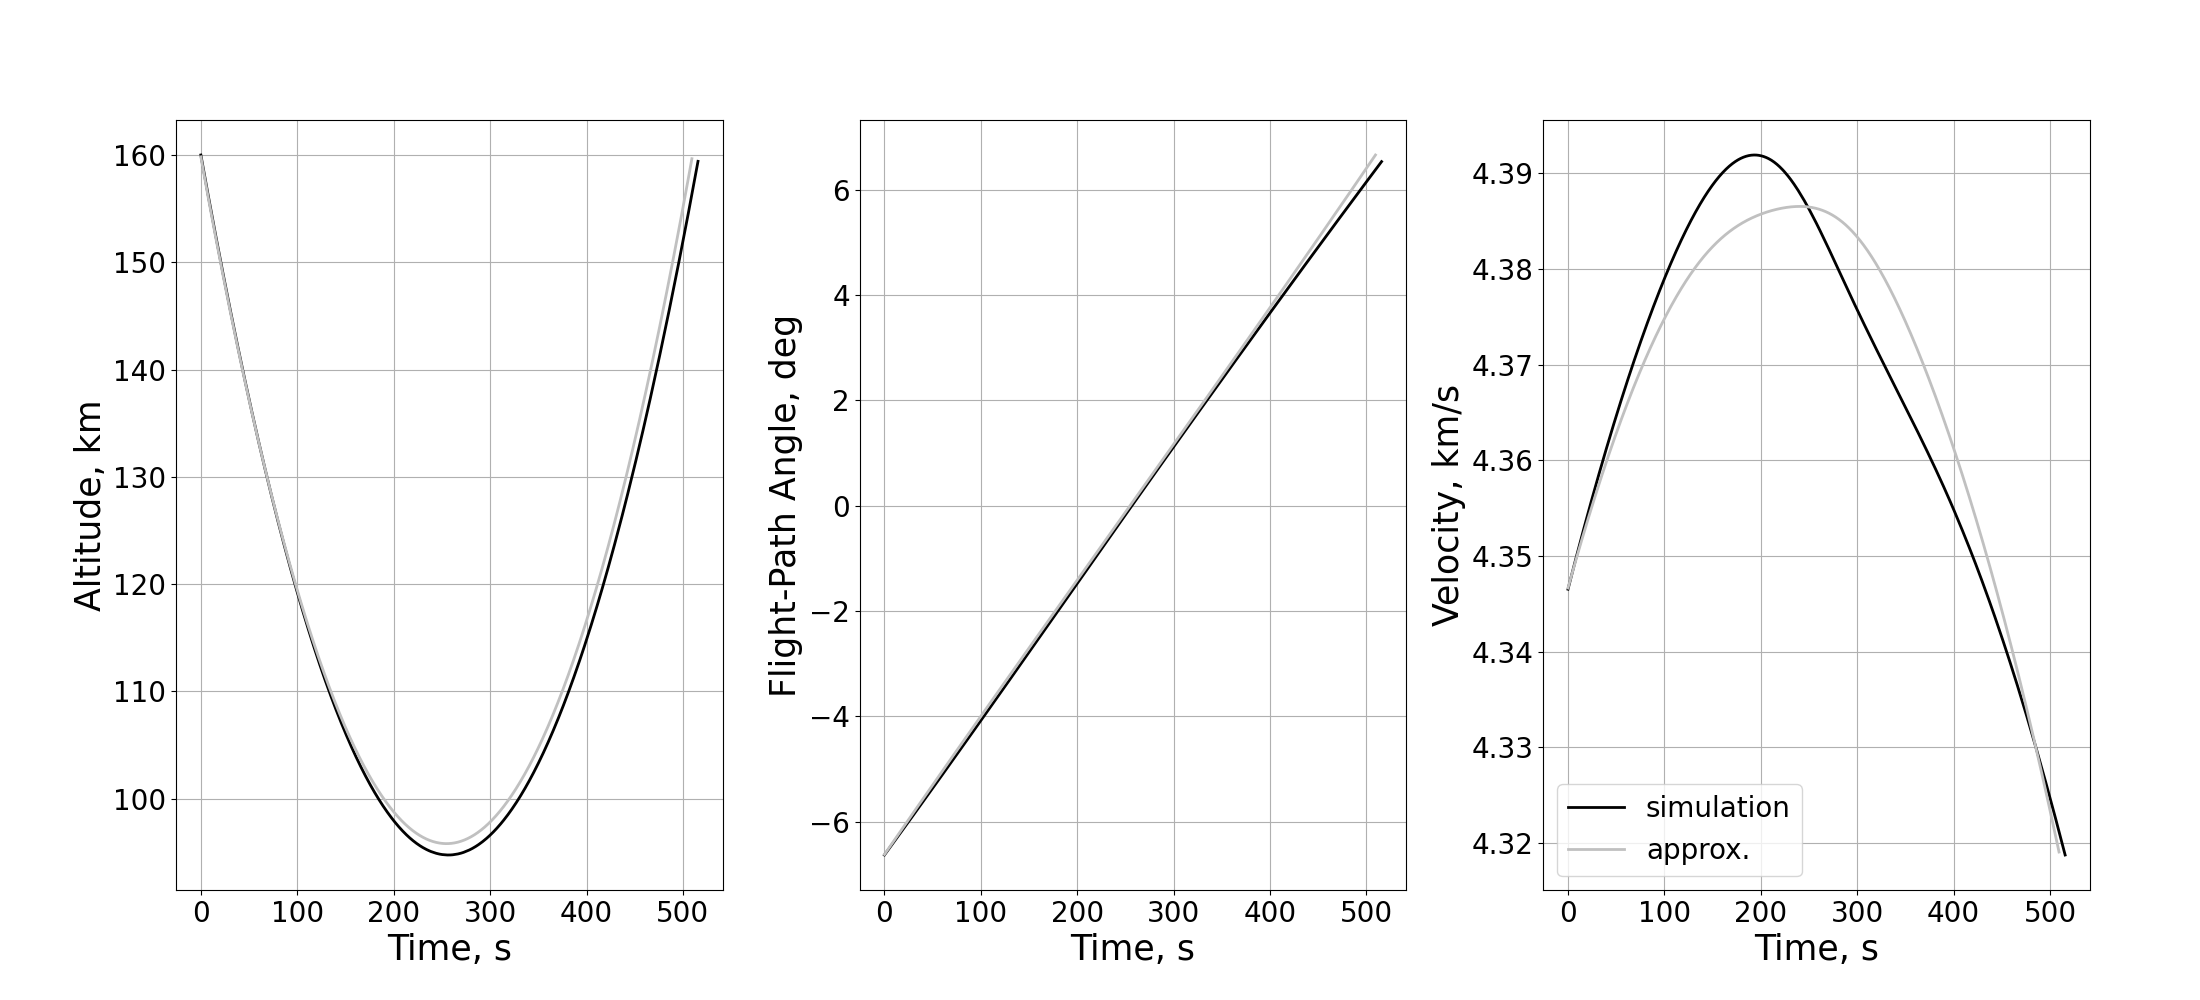 Altitude, km
160
150
140
130
120
110
100
0 100 200 300 400 500
Time, s
Flight-Path Angle, deg
6
4
2
0
−2
−4
−6
0 100 200 300 400 500
Time, s
Velocity, km/s
4.39
4.38
4.37
4.36
4.35
4.34
4.33
4.32
simulation
approx.
0 100 200 300 400 500
Time, s